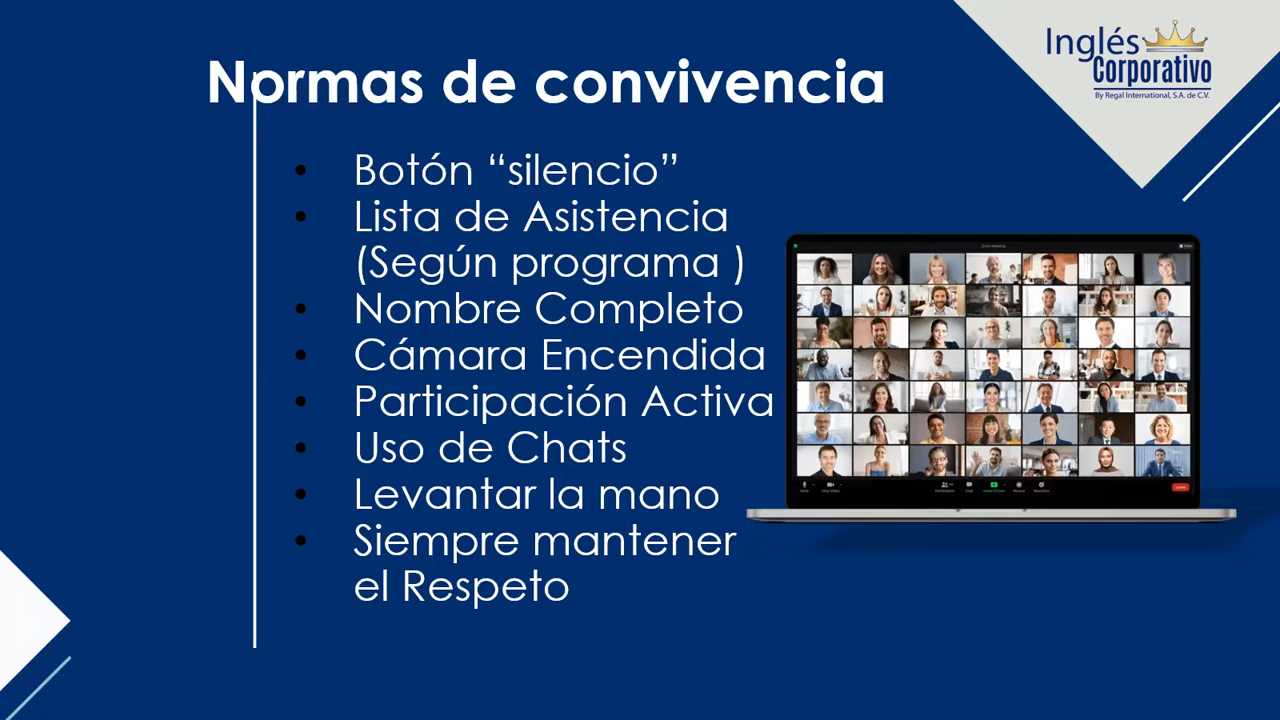 Inglés
Corporativo
By Regal International, S.A. de C.V.
Normas de convivencia
• Botón “silencio”
• Lista de Asistencia
(Según programa )
• Nombre Completo
• Cámara Encendida
• Participación Activa
• Uso de Chats
• Levantar la mano
• Siempre mantener
el Respeto